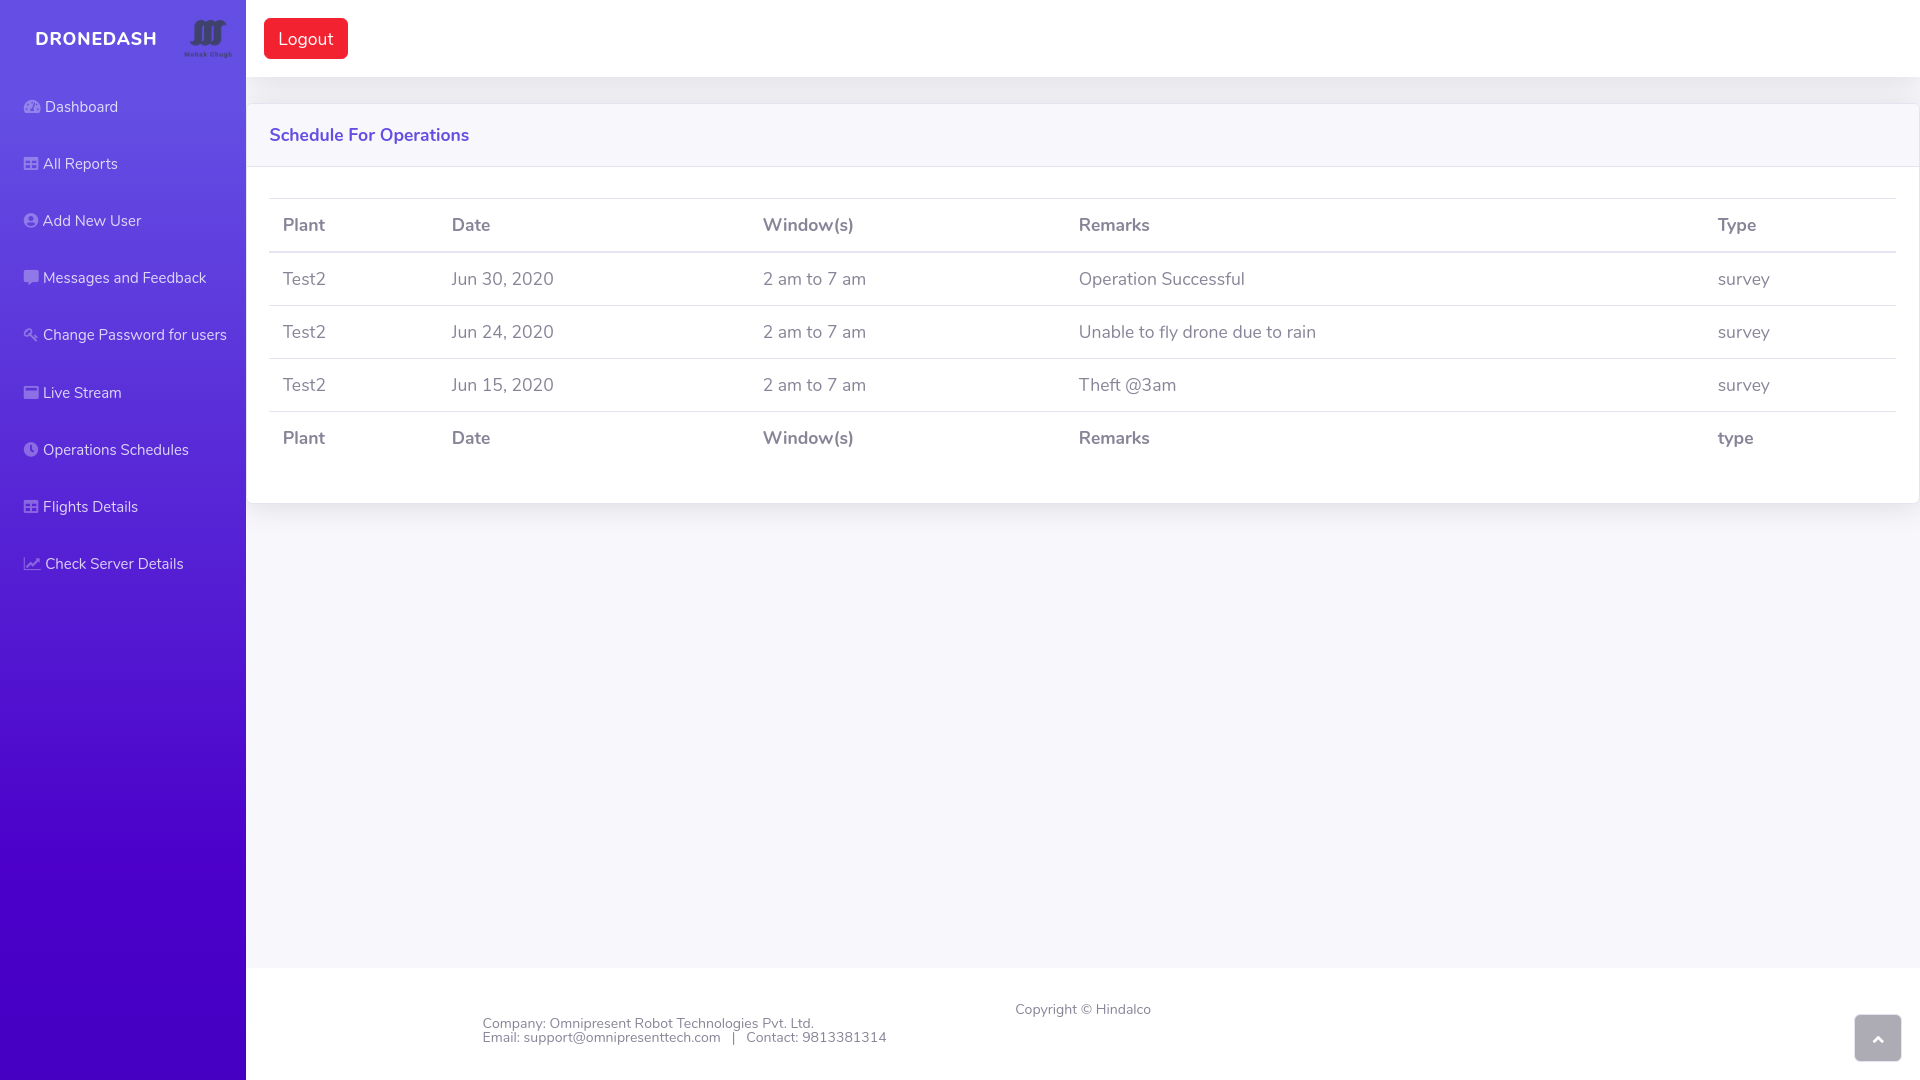 DRONEDASH
Mehak Chugh
Logout
Dashboard
All Reports
Add New User
Messages and Feedback
Change Password for users
Live Stream
Operations Schedules
Flights Details
Check Server Details
Schedule For Operations
Plant Date Window(s) Remarks Type
Test2 Jun 30, 2020 2 am to 7 am Operation Successful survey
Test2 Jun 24, 2020 2 am to 7 am Unable to fly drone due to rain survey
Test2 Jun 15, 2020 2 am to 7 am Theft @3am survey
Plant Date Window(s) Remarks type
Copyright © Hindalco
Company: Omnipresent Robot Technologies Pvt. Ltd.
Email: support@omnipresenttech.com | Contact: 9813381314